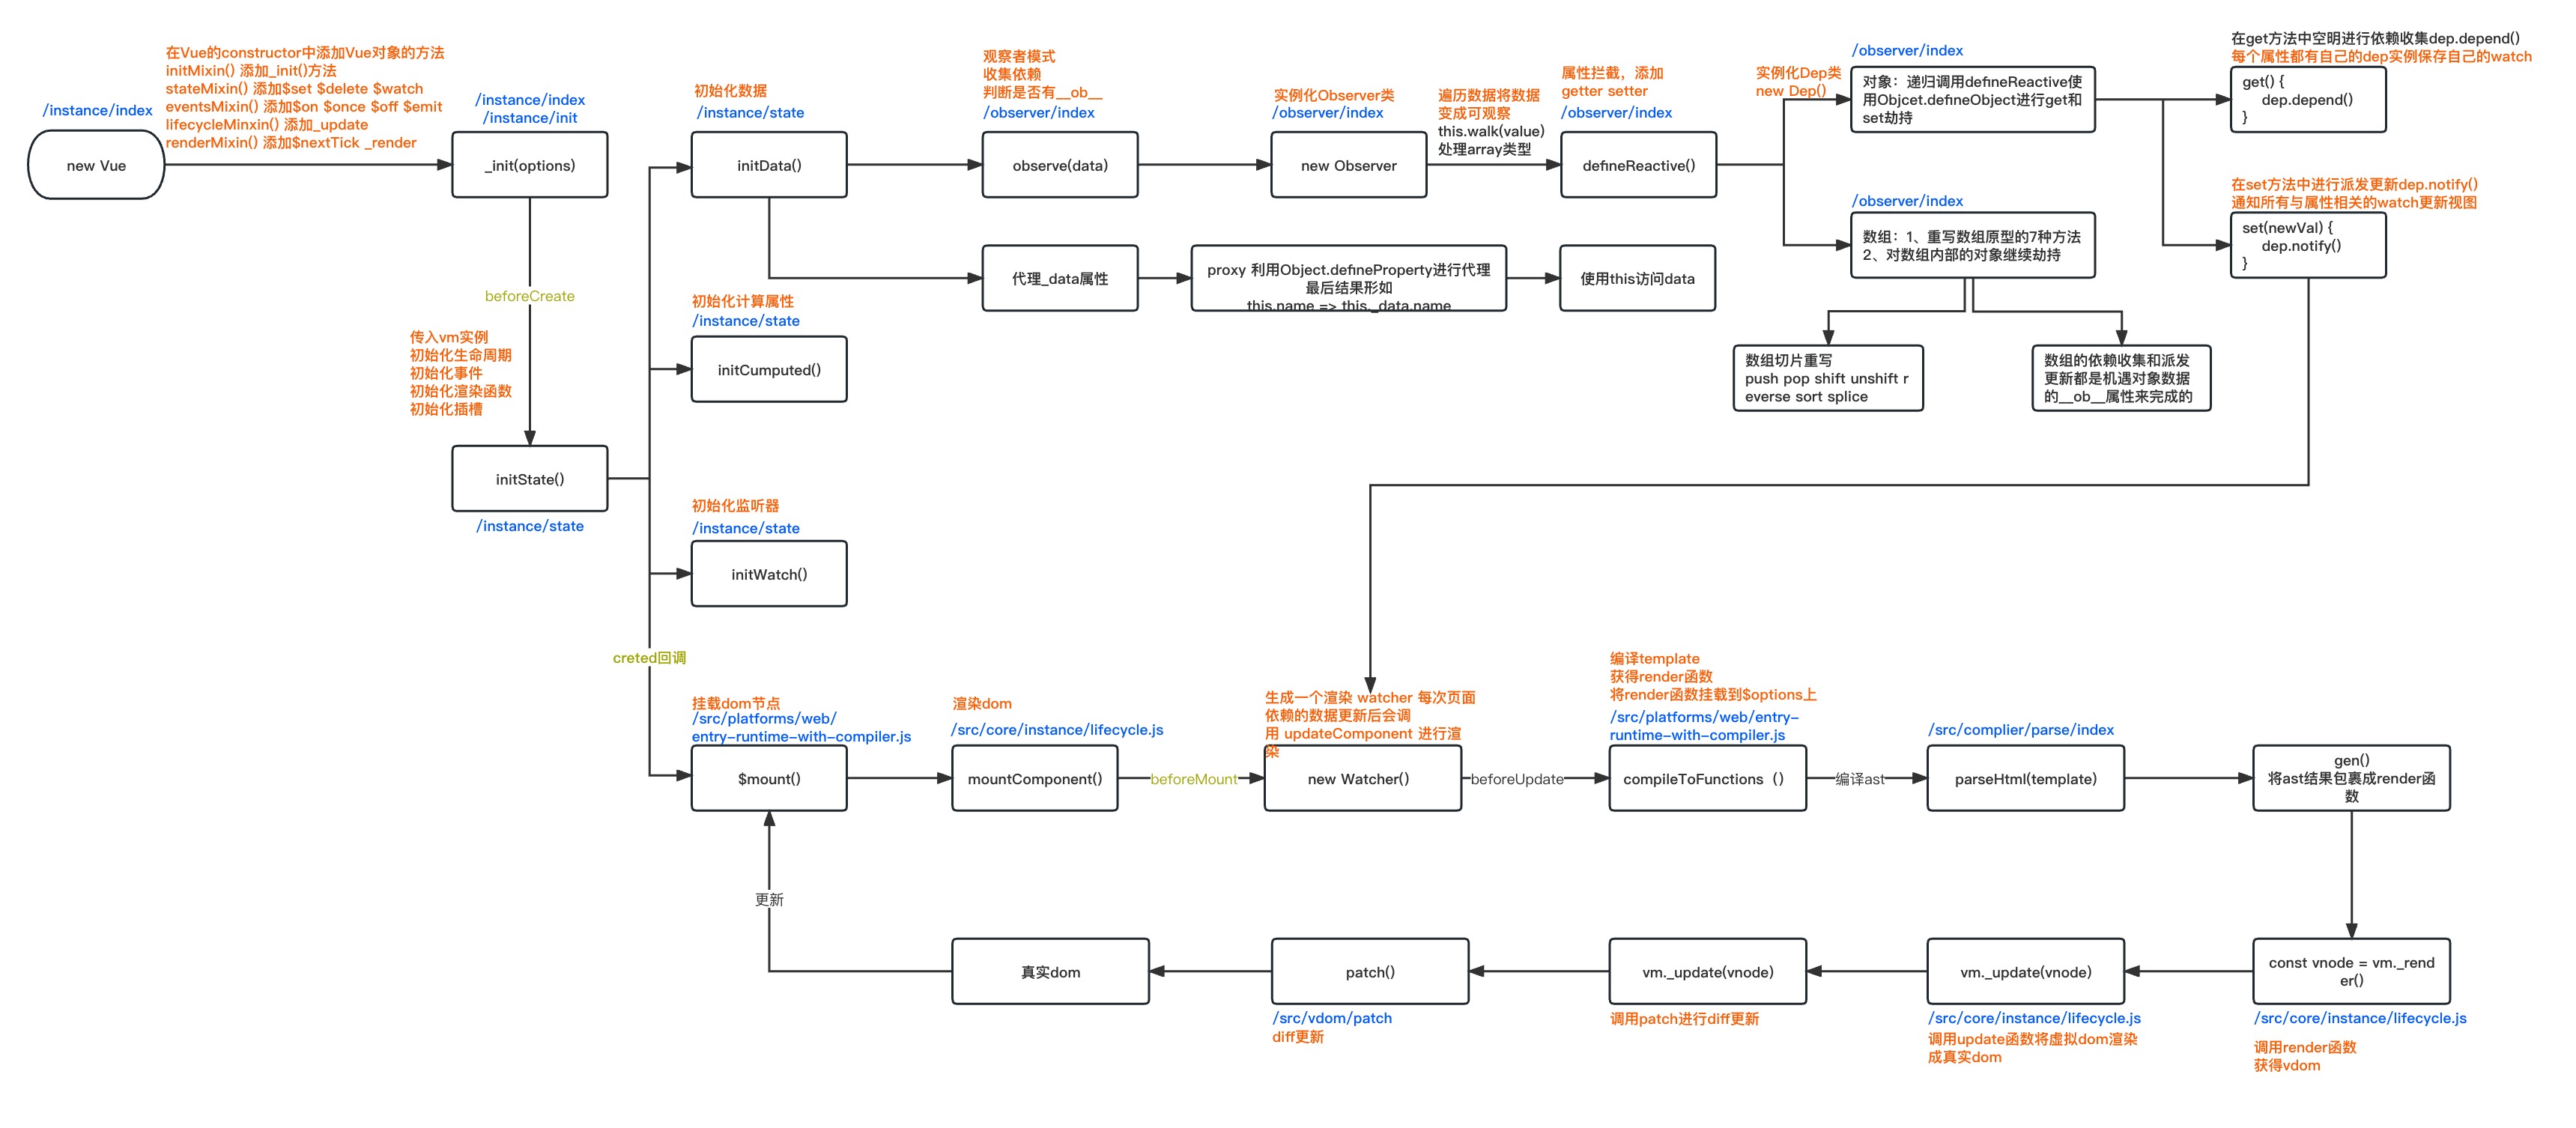 /instance/index
new Vue
在Vue的constructor中添加Vue对象的方法
initMixin() 添加_init()方法
stateMixin() 添加$set $delete $watch
eventsMixin() 添加$on $once $off $emit
lifecycleMinxin() 添加_update
renderMixin() 添加$nextTick _render
/instance/index
/instance/init
_init(options)
beforeCreate
传入vm实例
初始化生命周期
初始化事件
初始化渲染函数
初始化插槽
initState()
/instance/state
初始化数据
/instance/state
initData()
观察者模式
收集依赖
判断是否有__ob__
/observer/index
observe(data)
实例化Observer类
/observer/index
new Observer
遍历数据将数据
变成可观察
this.walk(value)
处理array类型
属性拦截，添加
getter setter
/observer/index
defineReactive()
实例化Dep类
new Dep()
/observer/index
对象：递归调用defineReactive使
用Objcet.defineObject进行get和
set劫持
在get方法中空明进行依赖收集dep.depend()
每个属性都有自己的dep实例保存自己的watch
get() {
dep.depend()
}
/observer/index
数组：1、重写数组原型的7种方法
2、对数组内部的对象继续劫持
在set方法中进行派发更新dep.notify()
通知所有与属性相关的watch更新视图
set(newVal) {
dep.notify()
}
代理_data属性
proxy 利用Object.defineProperty进行代理
最后结果形如
this.name => this._data.name
使用this访问data
数组切片重写
push pop shift unshift r
everse sort splice
数组的依赖收集和派发
更新都是机遇对象数据
的__ob__属性来完成的
初始化计算属性
/instance/state
initCumputed()
初始化监听器
/instance/state
initWatch()
creted回调
挂载dom节点
/src/platforms/web/
entry-runtime-with-compiler.js
$mount()
渲染dom
/src/core/instance/lifecycle.js
mountComponent()
beforeMount
生成一个渲染 watcher 每次页面
依赖的数据更新后会调
用 updateComponent 进行渲
染
new Watcher()
beforeUpdate
编译template
获得render函数
将render函数挂载到$options上
/src/platforms/web/entry-
runtime-with-compiler.js
compileToFunctions（）
编译ast
/src/complier/parse/index
parseHtml(template)
gen()
将ast结果包裹成render函
数
更新
真实dom
patch()
/src/vdom/patch
diff更新
vm._update(vnode)
调用patch进行diff更新
vm._update(vnode)
/src/core/instance/lifecycle.js
调用update函数将虚拟dom渲染
成真实dom
const vnode = vm._rend
er()
/src/core/instance/lifecycle.js
调用render函数
获得vdom